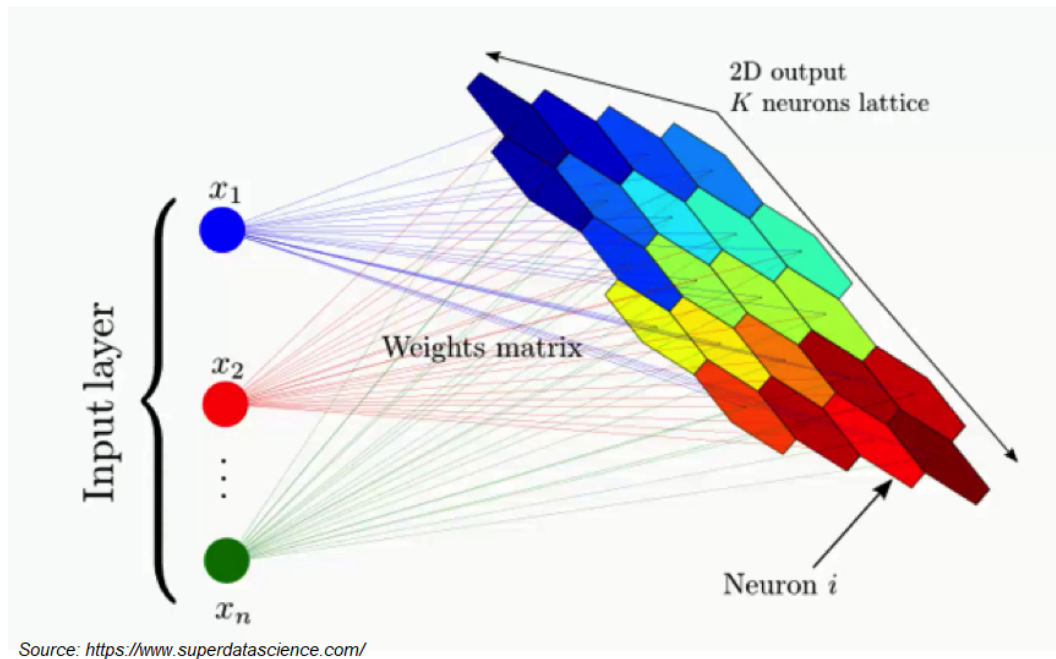 2D output
K neurons lattice
x1
Input layer
Weights matrix
x2
⋮
Neuron i
xn
Source: https://www.superdatascience.com/